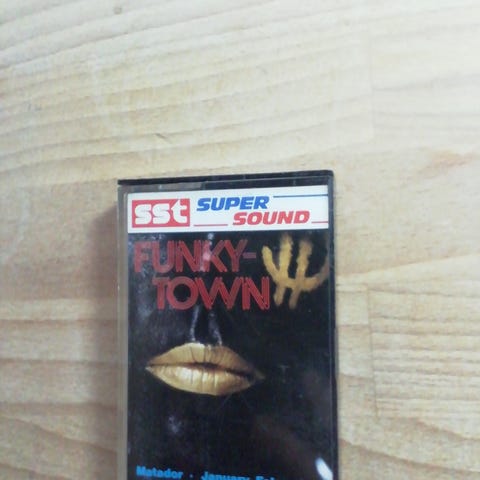 sst SUPER
SOUND
FUNKY-
TOWN
Matador · January